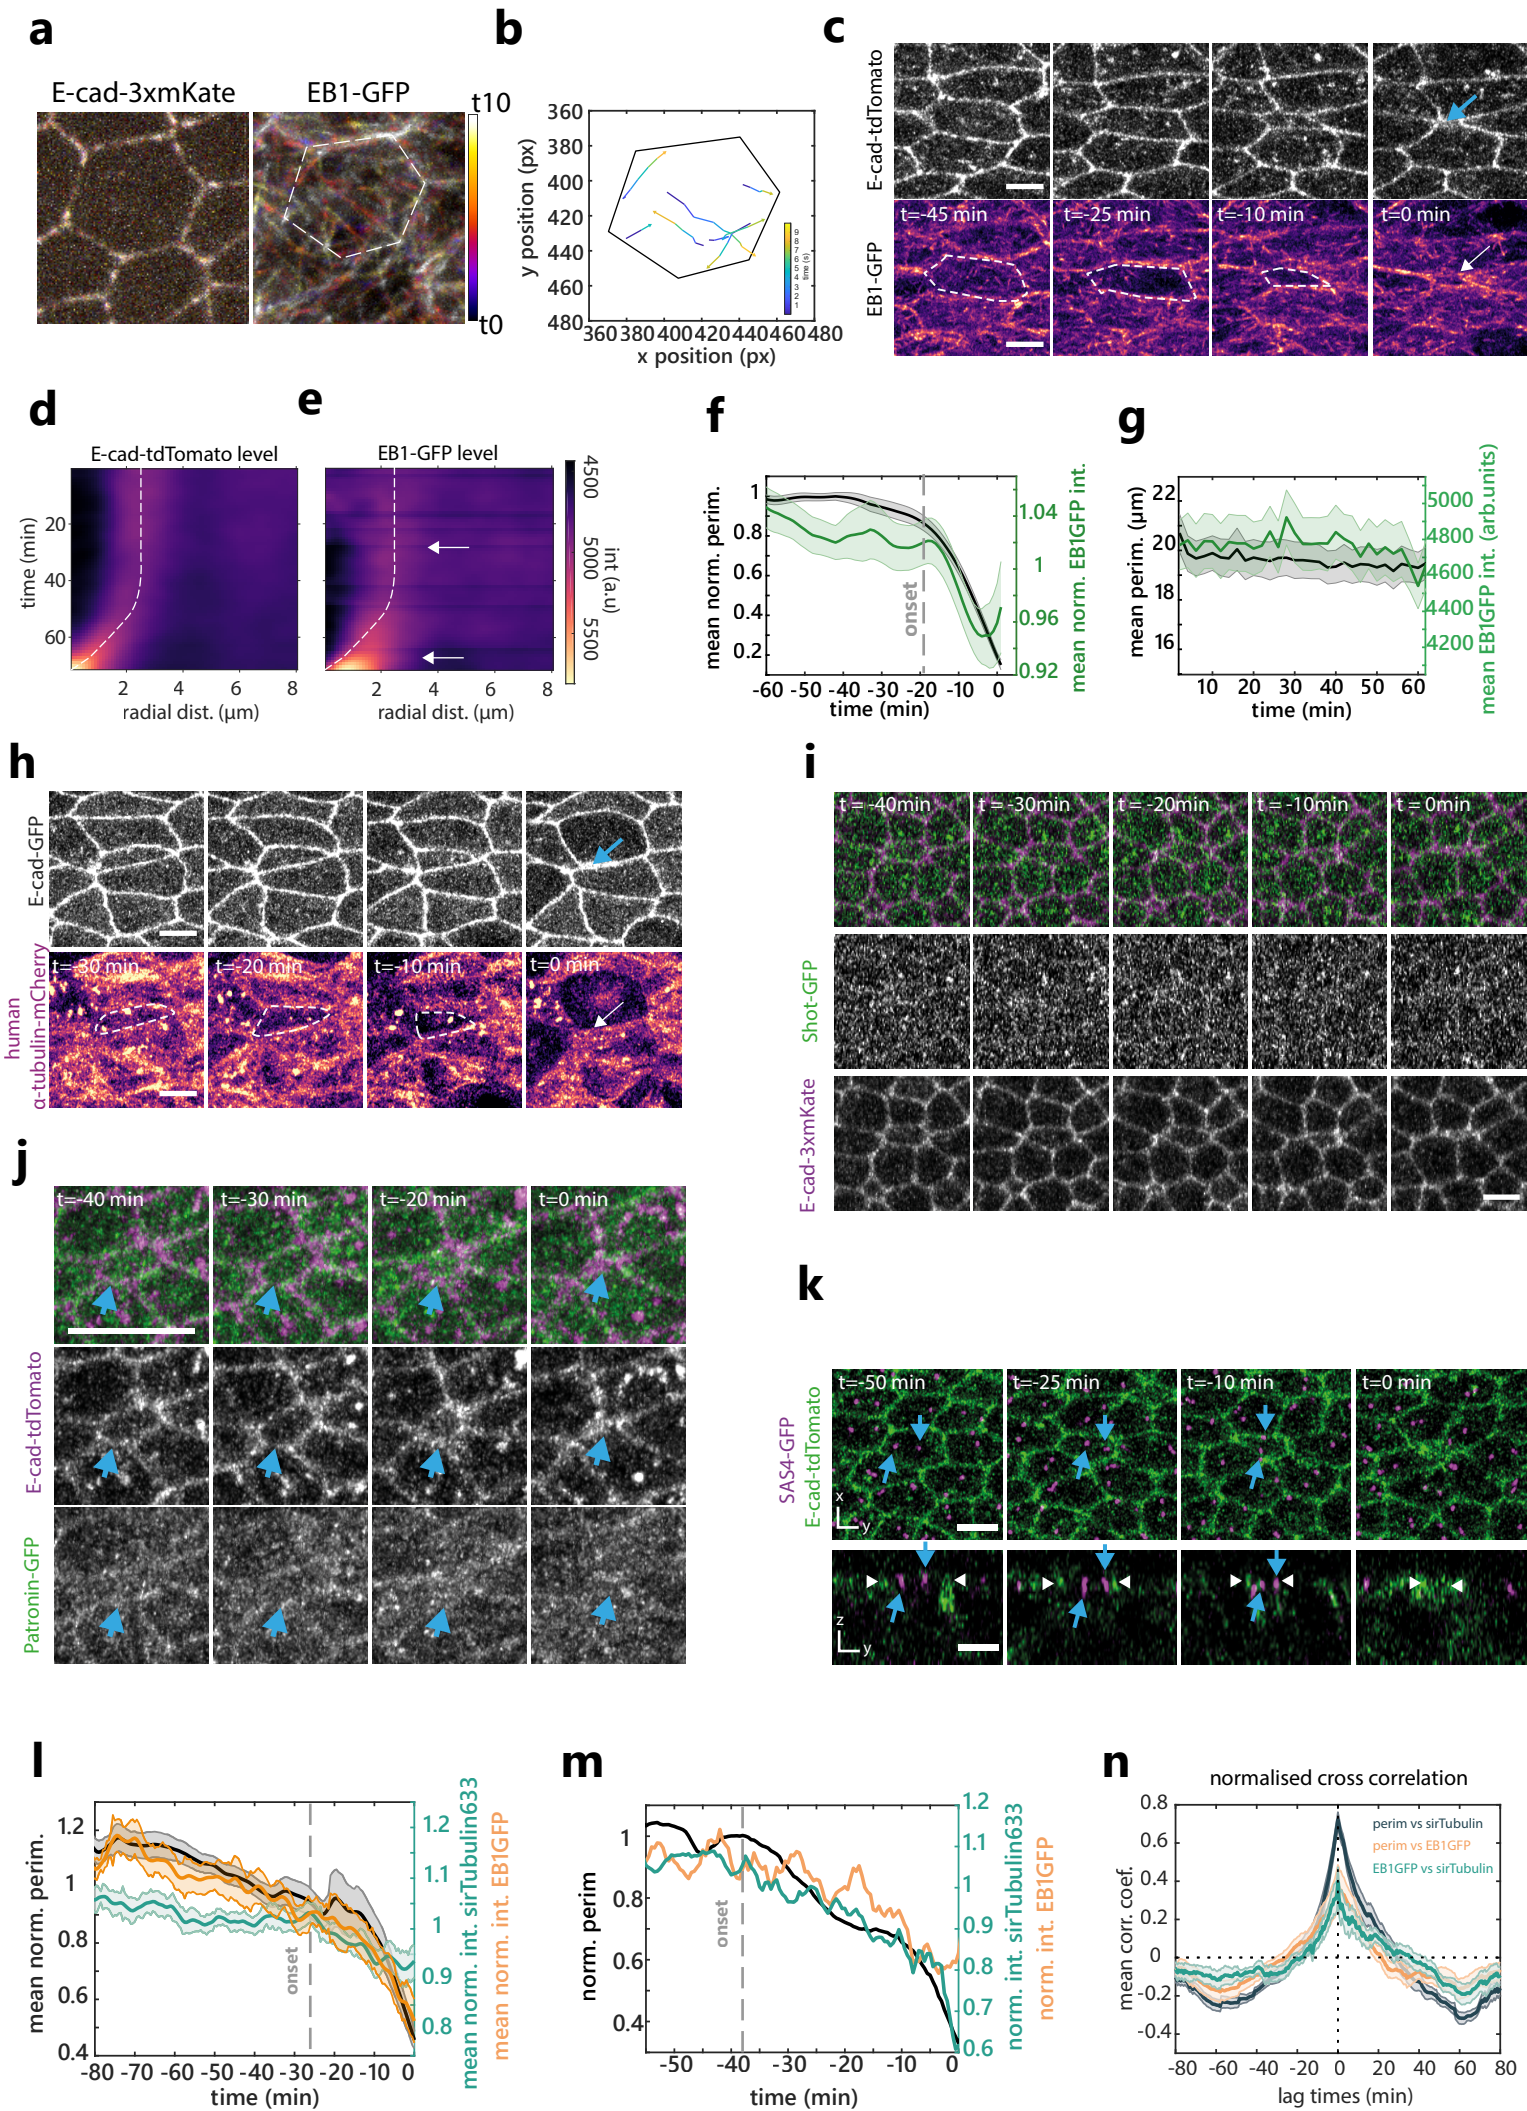 a
E-cad-3xmKate
EB1-GFP
t10
t0
b
y position (px)
360
380
400
420
440
460
480
360 380 400 420 440 460 480
x position (px)
time (s)
9
8
7
6
5
4
3
2
1
c
E-cad-tdTomato
EB1-GFP
t=-45 min
t=-25 min
t=-10 min
t=0 min
d
E-cad-tdTomato level
time (min)
20
40
60
2 4 6 8
radial dist. (µm)
e
EB1-GFP level
2 4 6 8
radial dist. (µm)
4500
5000
5500
int (a.u)
f
mean norm. perim.
1
0.8
0.6
0.4
0.2
onset
1.04
1
0.96
0.92
mean norm. EB1GFP int.
-60 -50 -40 -30 -20 -10 0
time (min)
g
mean perim. (µm)
22
20
18
16
5000
4800
4600
4400
4200
mean EB1GFP int. (arb.units)
10 20 30 40 50 60
time (min)
h
E-cad-GFP
human
α-tubulin-mCherry
t=-30 min
t=-20 min
t=-10 min
t=0 min
i
t = -40min
t = -30min
t = -20min
t = -10min
t = 0min
Shot-GFP
E-cad-3xmKate
j
t=-40 min
t=-30 min
t=-20 min
t=0 min
E-cad-tdTomato
Patronin-GFP
k
SAS4-GFP
E-cad-tdTomato
t=-50 min
t=-25 min
t=-10 min
t=0 min
x
y
z
y
l
mean norm. perim.
1.2
1
0.8
0.6
0.4
onset
1.2
1.1
1
0.9
0.8
mean norm. int. sirTubulin633
mean norm. int. EB1GFP
-80 -70 -60 -50 -40 -30 -20 -10 0
time (min)
m
norm. perim
1
0.8
0.6
0.4
onset
1.2
1.1
1
0.9
0.8
0.7
0.6
norm. int. sirTubulin633
norm. int. EB1GFP
-50 -40 -30 -20 -10 0
time (min)
n
normalised cross correlation
mean corr. coef.
0.8
0.6
0.4
0.2
0
-0.2
-0.4
perim vs sirTubulin
perim vs EB1GFP
EB1GFP vs sirTubulin
-80 -60 -40 -20 0 20 40 60 80
lag times (min)